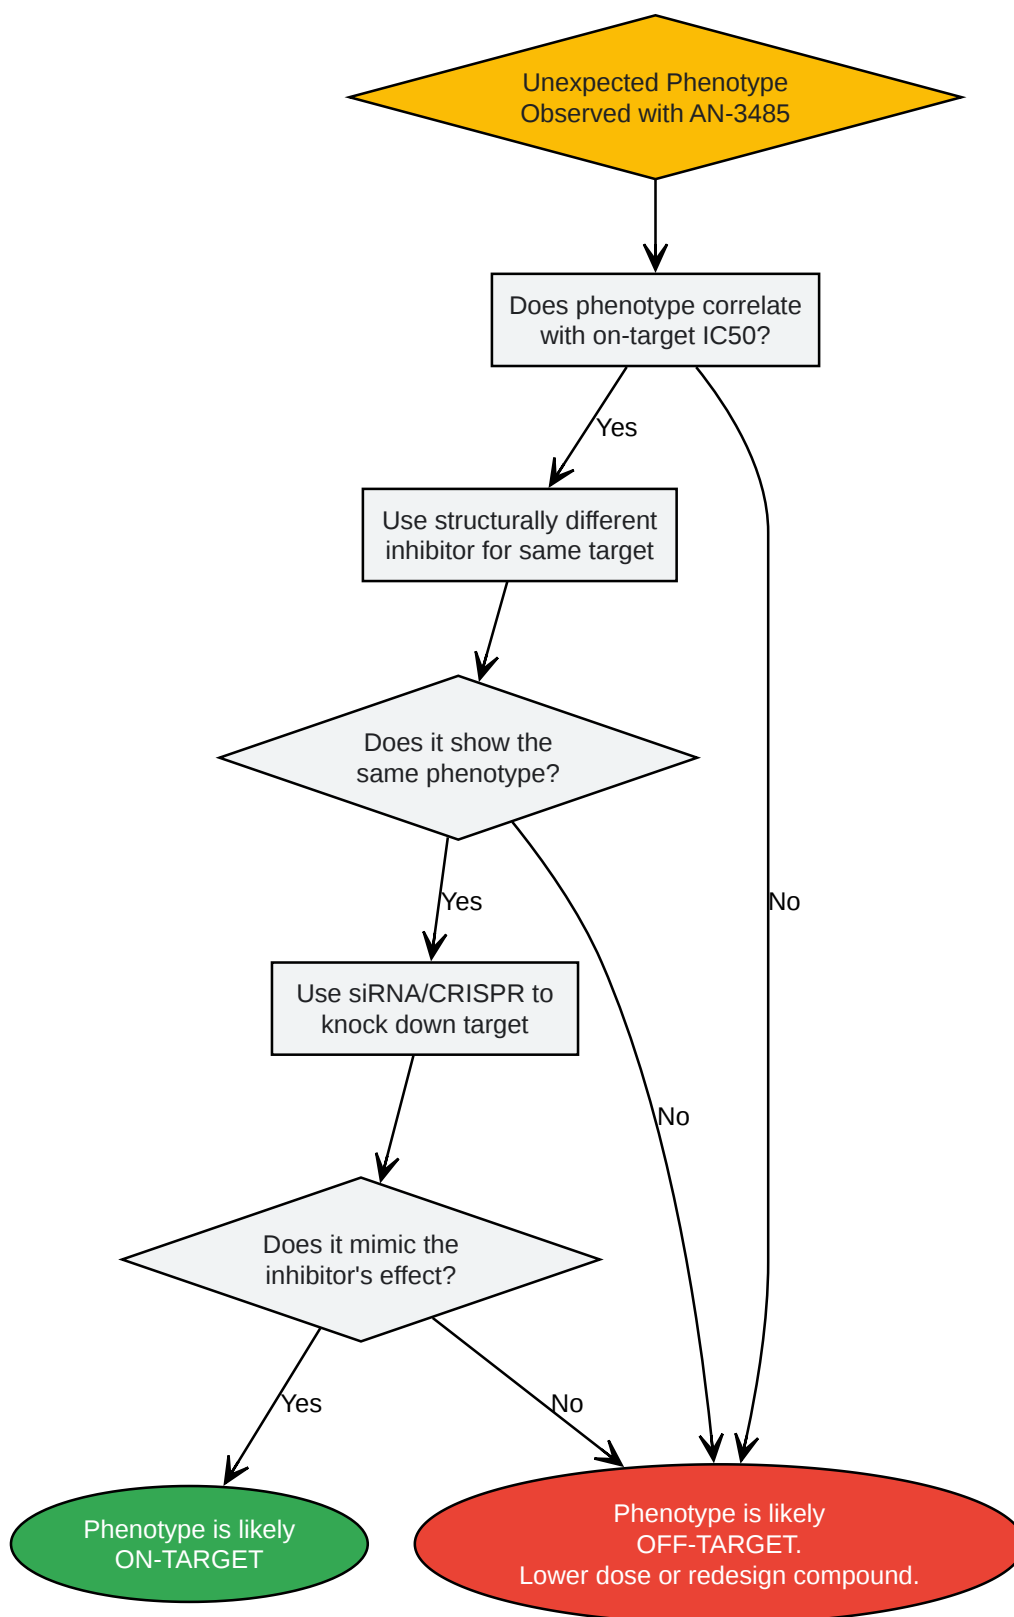 Unexpected Phenotype
Observed with AN-3485
Does phenotype correlate
with on-target IC50?
Yes
Use structurally different
inhibitor for same target
Does it show the
same phenotype?
Yes
No
Use siRNA/CRISPR to
knock down target
No
Does it mimic the
inhibitor's effect?
Yes
No
Phenotype is likely
ON-TARGET
Phenotype is likely
OFF-TARGET.
Lower dose or redesign compound.